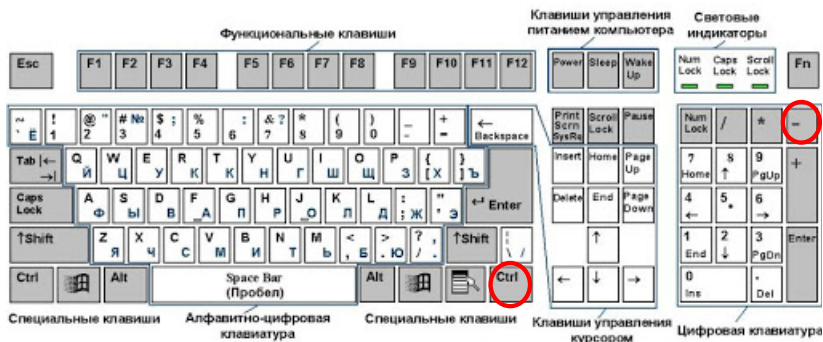 Функциональные клавиши
Клавиши управления
питанием компьютера
Световые
индикаторы
Esc F1 F2 F3 F4 F5 F6 F7 F8 F9 F10 F11 F12 Power Sleep Wake Up Num Lock Caps Lock Scroll Lock Fn
~ ` Ё ! 1 @ " 2 # № 3 $ ; 4 % 5 : 6 & ? 7 * 8 ( 9 ) 0 _ - + = ← Backspace Print Scrn SysRq Scroll Lock Pause Num Lock / * -
Tab |← →| Q Й W Ц E У R К T Е Y Н U Г I Ш O Щ P З { [ Х } ] Ъ Insert Home Page Up 7 Home 8 ↑ 9 PgUp +
Caps Lock A Ф S Ы D В F _А G П H Р J _О K Л L Д : ; Ж " ' Э ↵ Enter Delete End Page Down 4 ← 5 6 →
↑Shift Z Я X Ч C С V М B И N Т M Ь < , Б > . Ю ? , / . ↑Shift ¦ \ / ↑ 1 End 2 ↓ 3 PgDn Enter
Ctrl Alt Space Bar (Пробел) Alt Ctrl ← ↓ → 0 Ins . Del
Специальные клавиши
Алфавитно-цифровая
клавиатура
Специальные клавиши
Клавиши управления
курсором
Цифровая клавиатура